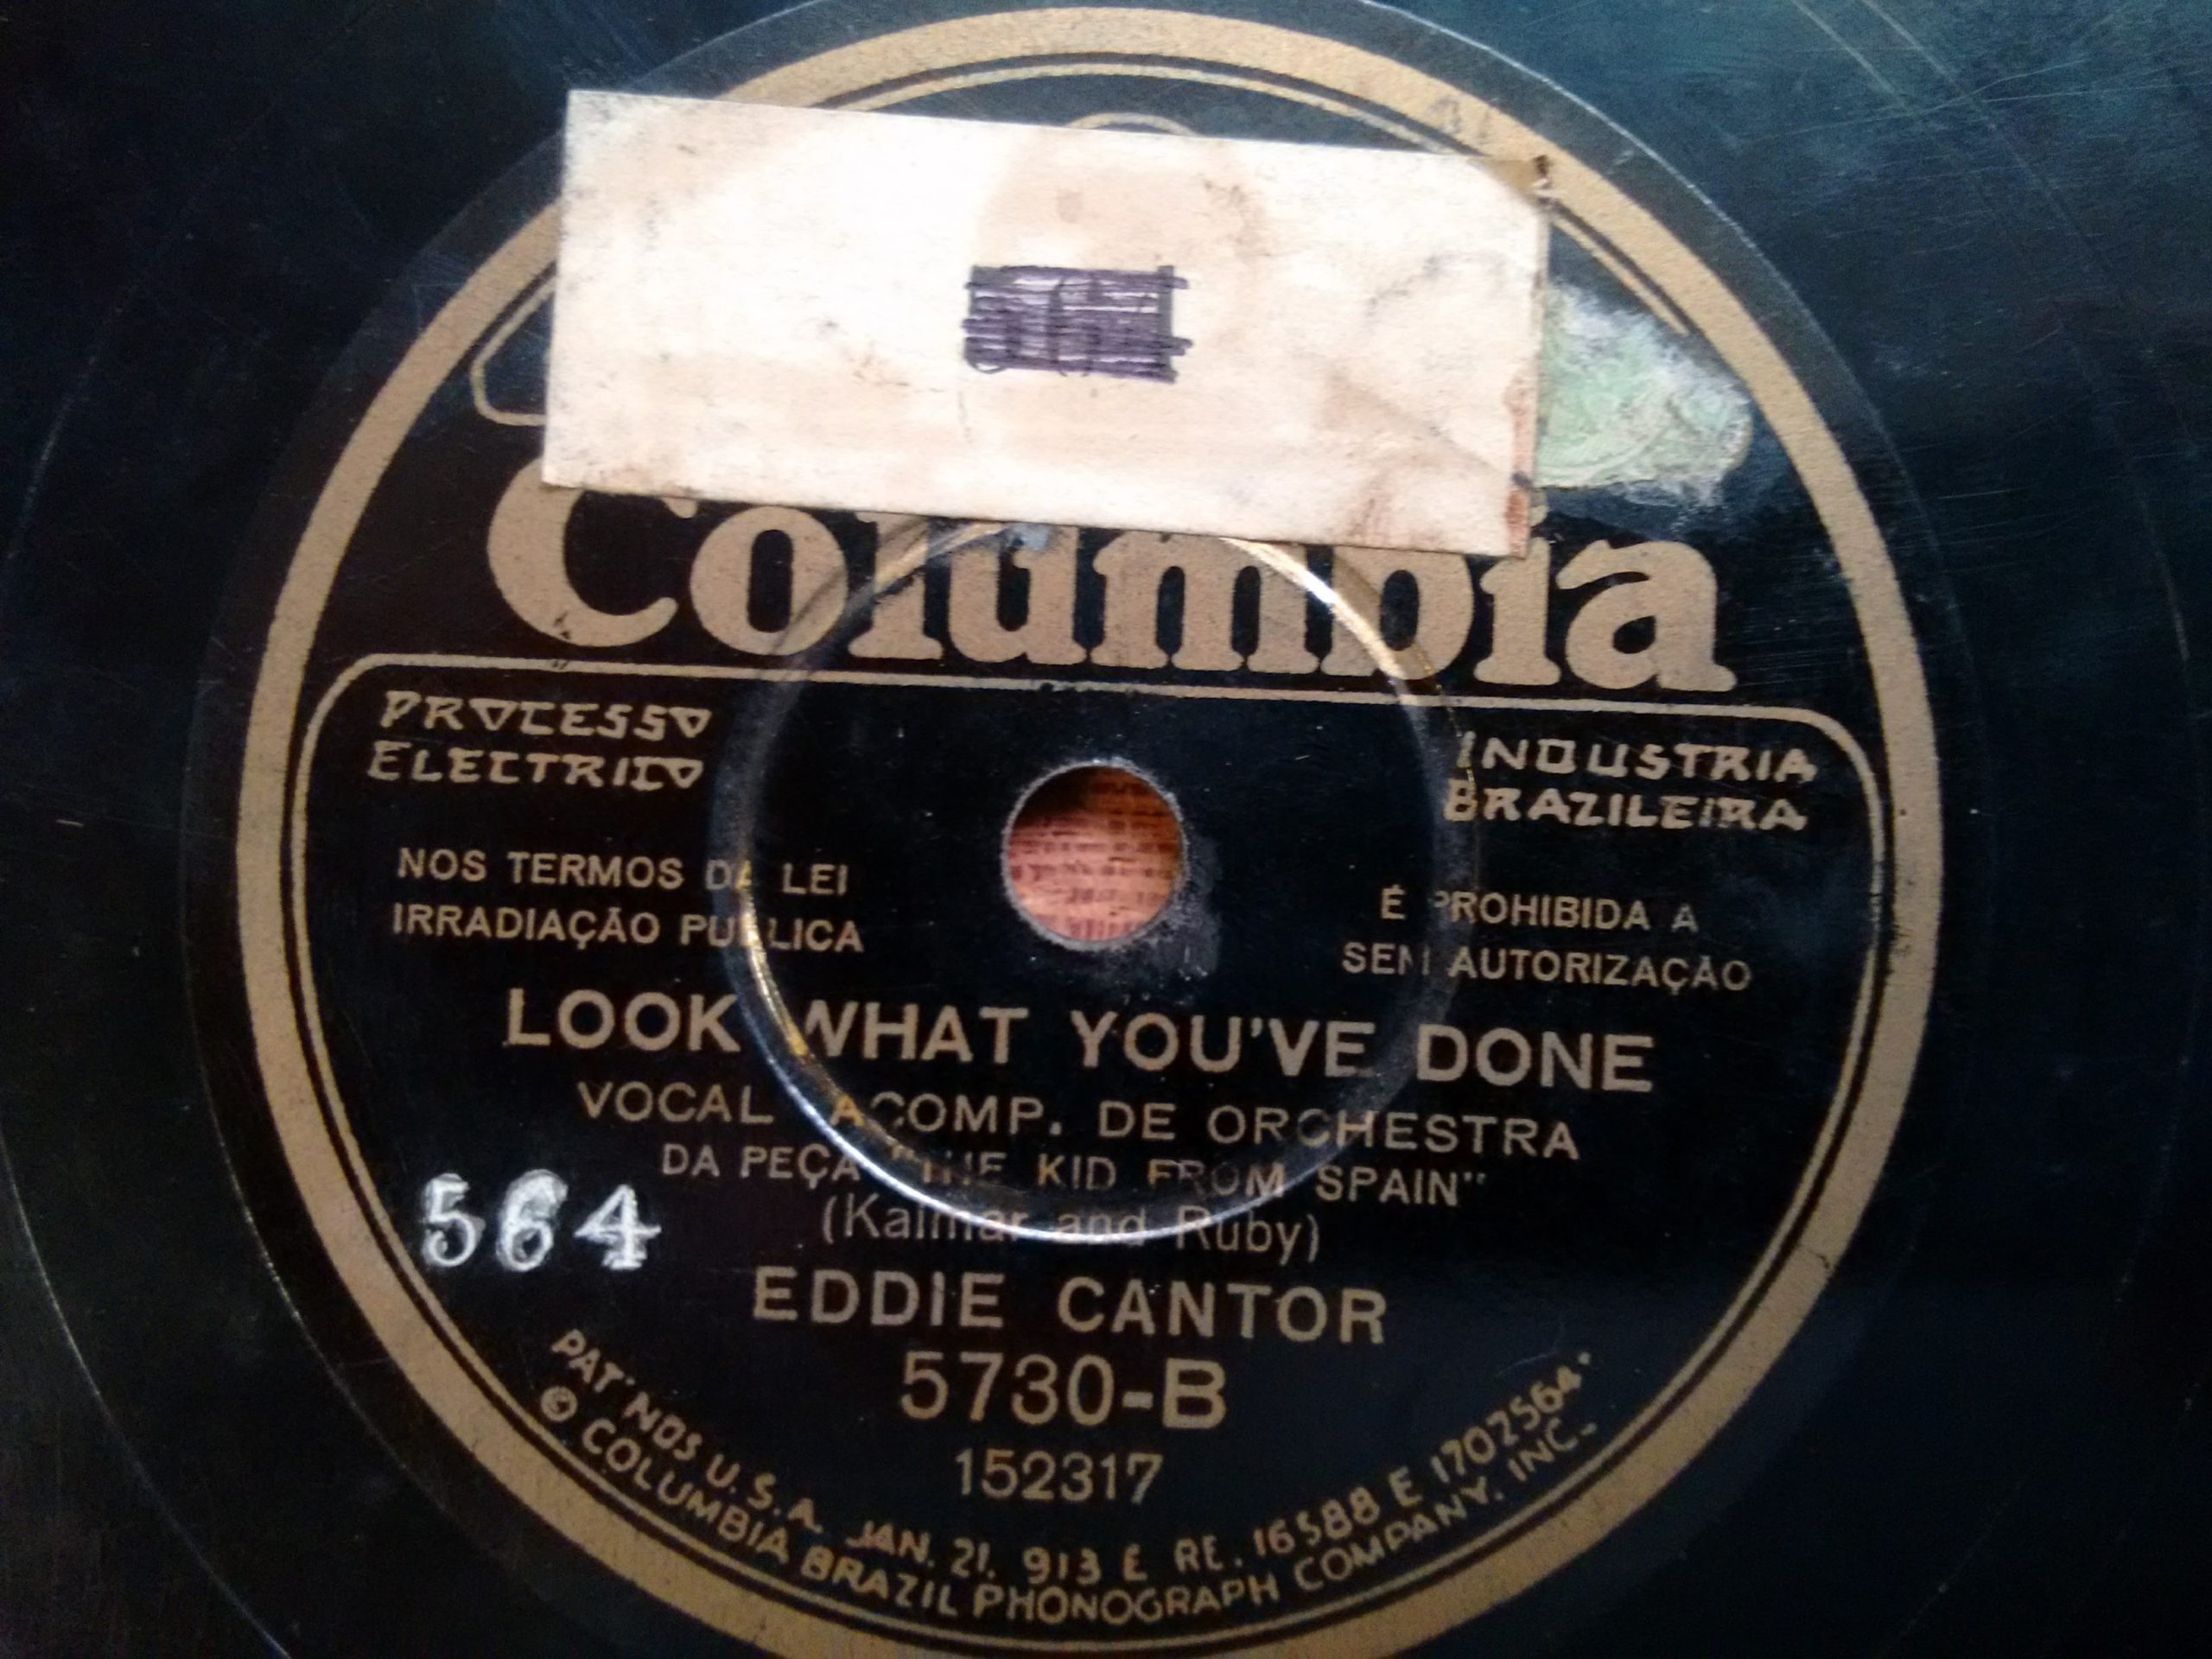 Columbia
PROCESSO
ELECTRICO
INDUSTRIA
BRAZILEIRA
NOS TERMOS DA LEI É PROHIBIDA A
IRRADIAÇÃO PUBLICA SEM AUTORIZAÇÃO
LOOK WHAT YOU'VE DONE
VOCAL ACOMP. DE ORCHESTRA
DA PEÇA "THE KID FROM SPAIN"
(Kalmar and Ruby)
564
EDDIE CANTOR
5730-B
152317
PAT' NOS U.S.A. JAN. 21. 913 E RE. 16588 E 1702564
© COLUMBIA BRAZIL PHONOGRAPH COMPANY, INC.